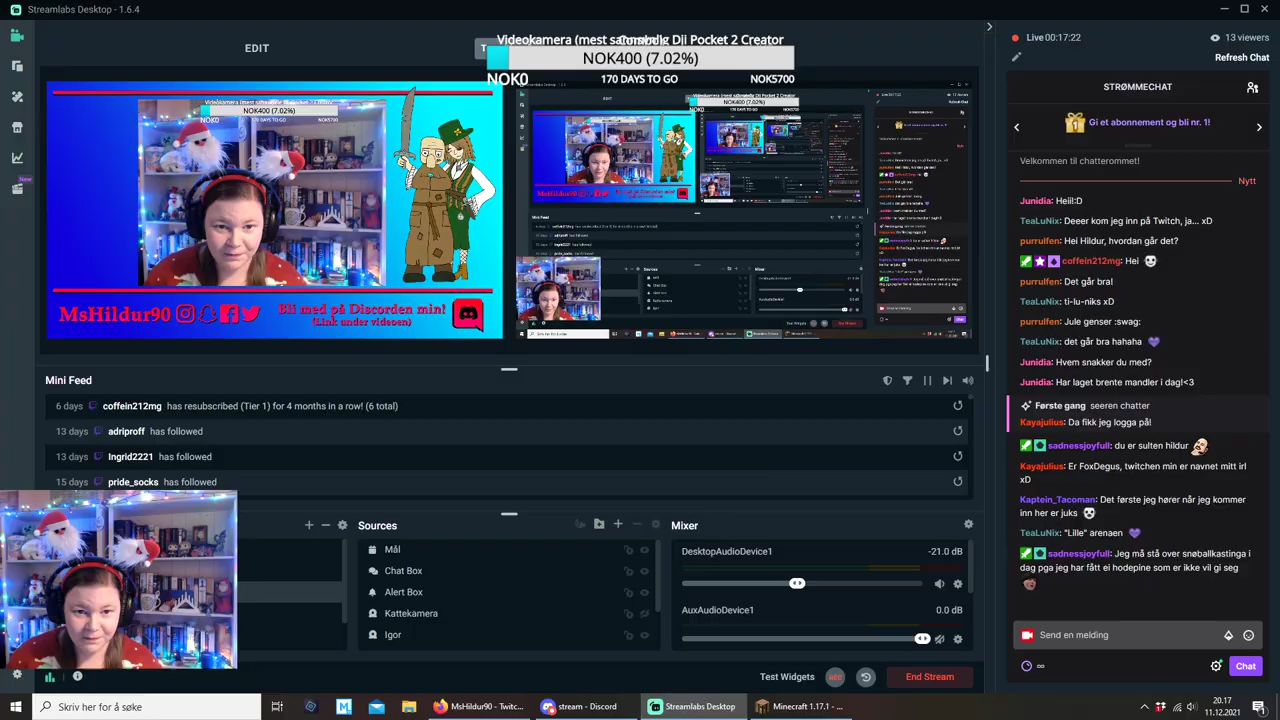 Streamlabs Desktop - 1.6.4
EDIT
Videokamera (mest sannsynlig Dji Pocket 2 Creator
NOK400 (7.02%)
NOK0
170 DAYS TO GO
NOK5700
MsHildur90
Bli med på Discorden min!
(Link under videoen)
Mini Feed
6 days coffein212mg has resubscribed (Tier 1) for 4 months in a row! (6 total)
13 days adriproff has followed
13 days Ingrid2221 has followed
15 days pride_socks has followed
Sources
Mål
Chat Box
Alert Box
Kattekamera
Igor
Mixer
DesktopAudioDevice1
-21.0 dB
AuxAudioDevice1
0.0 dB
Test Widgets
REC
End Stream
Live 00:17:22
13 viewers
Refresh Chat
STRØMMECHAT
Gi et abonnement og bli nr. 1!
Velkommen til chatterommet!
Nytt
Junidia: Heiii!:D
TeaLuNix: Deeer kom jeg inn på Twitch, ja... xD
purrulfen: Hei Hildur, hvordan går det?
coffein212mg: Hei
purrulfen: Det går bra!
TeaLuNix: ti-lu-niks xD
purrulfen: Jule genser :swag:
TeaLuNix: det går bra hahaha
Junidia: Hvem snakker du med?
Junidia: Har laget brente mandler i dag!<3
Første gang seeren chatter
Kayajulius: Da fikk jeg logga på!
sadnessjoyfull: du er sulten hildur
Kayajulius: Er FoxDegus, twitchen min er navnet mitt irl
xD
Kaptein_Tacoman: Det første jeg hører når jeg kommer
inn her er juks
TeaLuNix: "Lille" arenaen
sadnessjoyfull: Jeg må stå over snøballkastinga i
dag pga jeg har fått ei hodepine som er ikke vil gi seg
Send en melding
Chat
Skriv her for å søke
MsHildur90 - Twitc...
stream - Discord
Streamlabs Desktop
Minecraft 1.17.1 - ...
20.17
11.12.2021